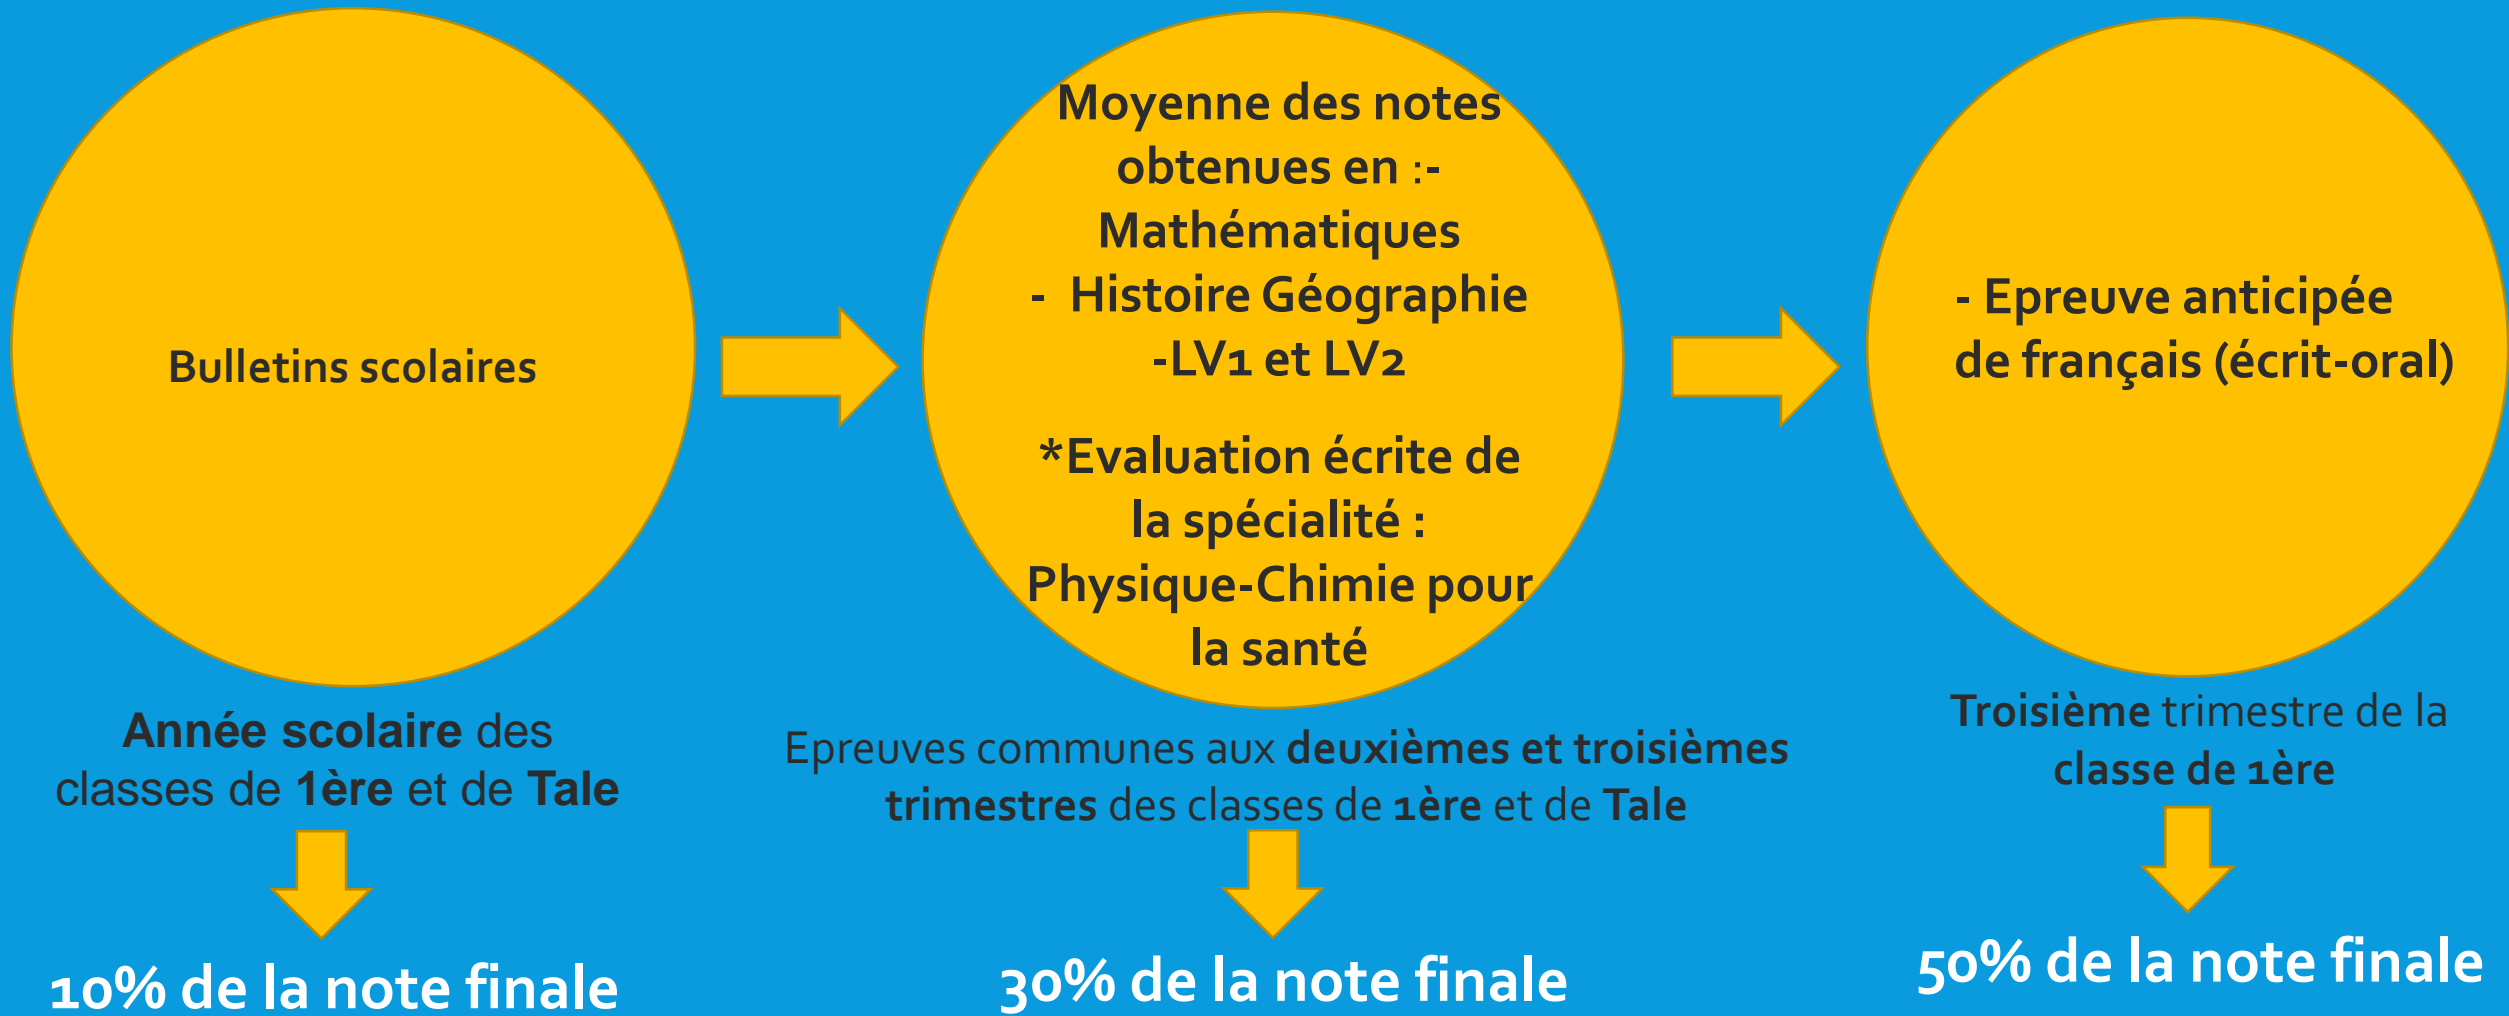 Bulletins scolaires
Année scolaire des
classes de 1ère et de Tale
10% de la note finale
Moyenne des notes
obtenues en :-
Mathématiques
- Histoire Géographie
-LV1 et LV2
*Evaluation écrite de
la spécialité :
Physique-Chimie pour
la santé
Epreuves communes aux deuxièmes et troisièmes
trimestres des classes de 1ère et de Tale
30% de la note finale
- Epreuve anticipée
de français (écrit-oral)
Troisième trimestre de la
classe de 1ère
50% de la note finale